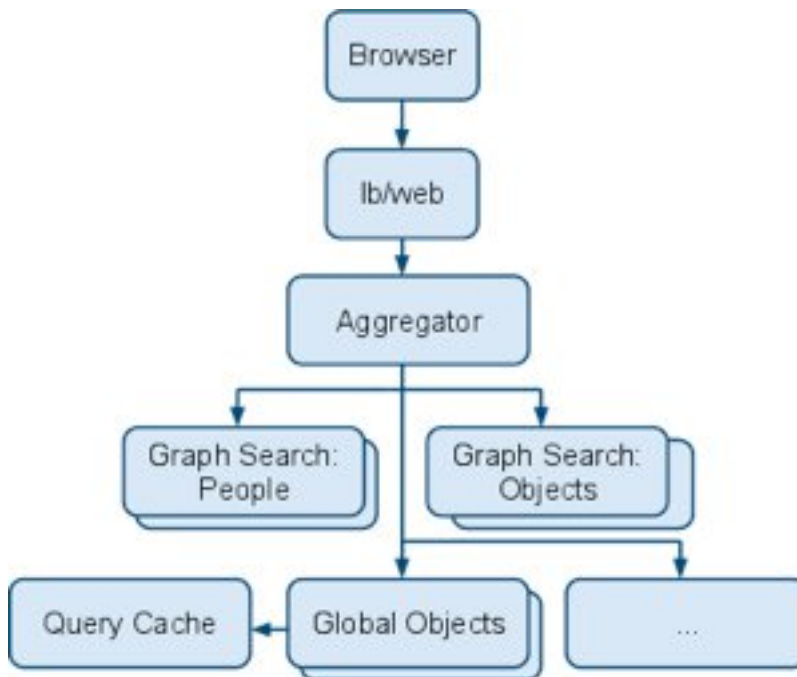 Browser
lb/web
Aggregator
Graph Search:
People
Graph Search:
Objects
Query Cache
Global Objects
...